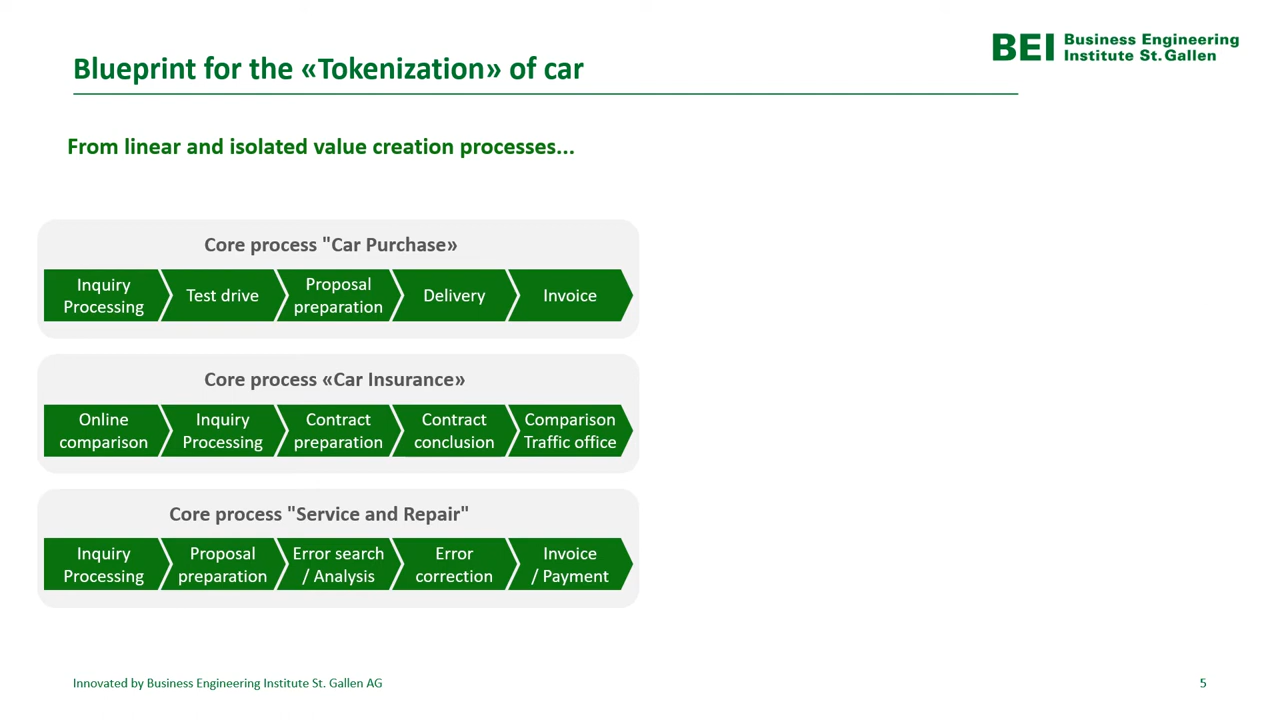 BEI Business Engineering
Institute St. Gallen
Blueprint for the «Tokenization» of car
From linear and isolated value creation processes...
Core process "Car Purchase»
Inquiry
Processing
Test drive
Proposal
preparation
Delivery
Invoice
Core process «Car Insurance»
Online
comparison
Inquiry
Processing
Contract
preparation
Contract
conclusion
Comparison
Traffic office
Core process "Service and Repair"
Inquiry
Processing
Proposal
preparation
Error search
/ Analysis
Error
correction
Invoice
/ Payment
Innovated by Business Engineering Institute St. Gallen AG
5